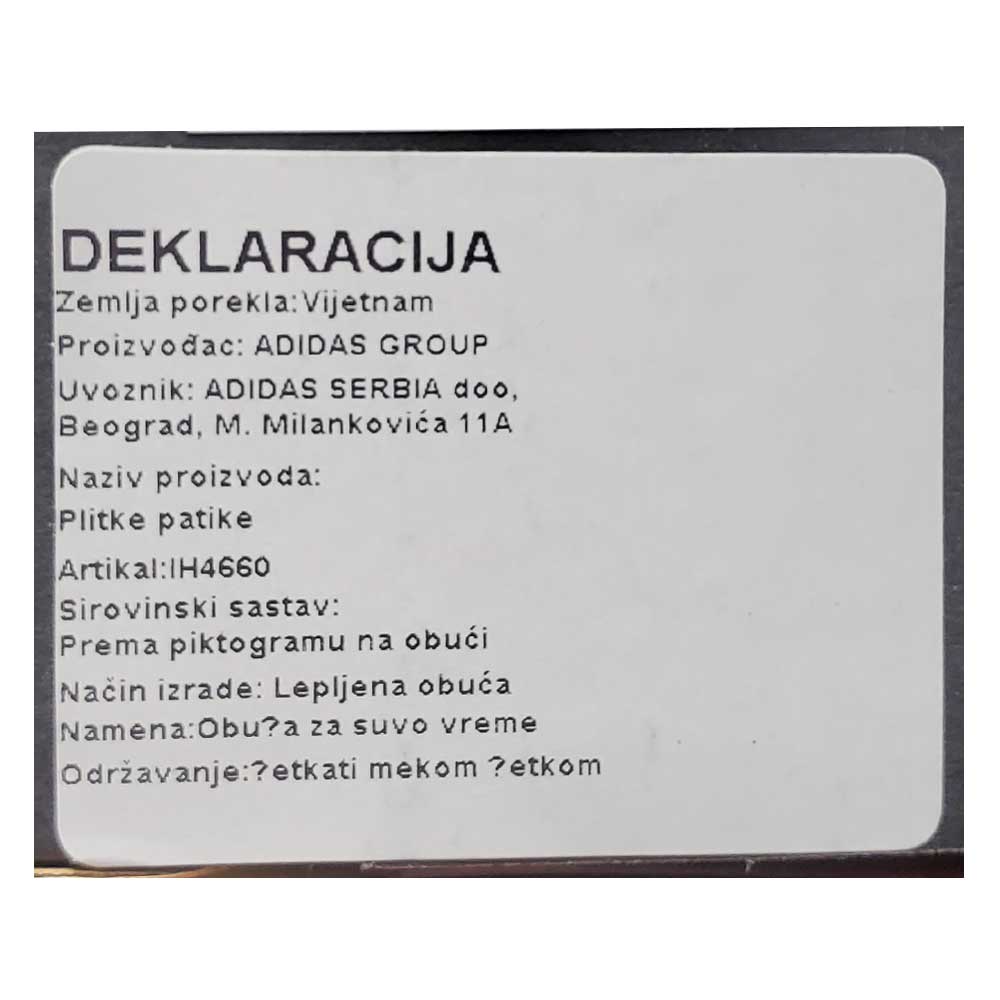 DEKLARACIJA
Zemlja porekla:Vijetnam
Proizvođac: ADIDAS GROUP
Uvoznik: ADIDAS SERBIA doo,
Beograd, M. Milankovića 11A
Naziv proizvoda:
Plitke patike
Artikal:IH4660
Sirovinski sastav:
Prema piktogramu na obući
Način izrade: Lepljena obuća
Namena:Obu?a za suvo vreme
Održavanje:?etkati mekom ?etkom